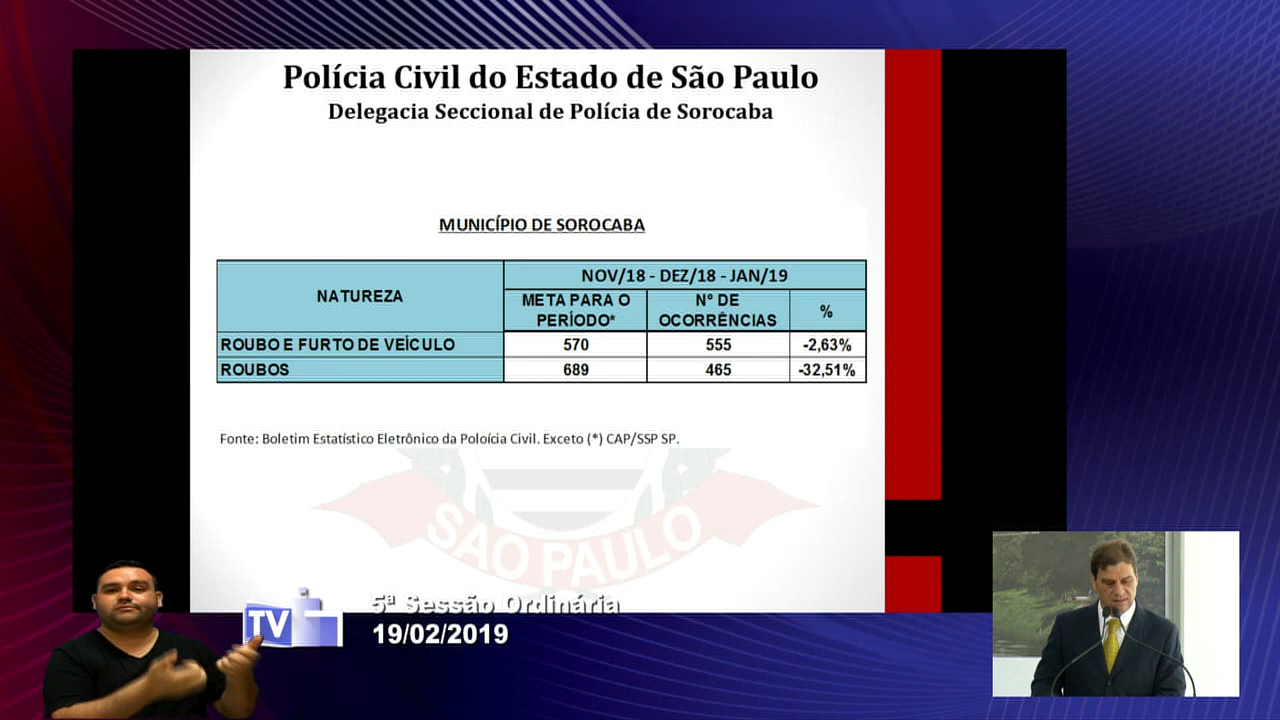 Polícia Civil do Estado de São Paulo
Delegacia Seccional de Polícia de Sorocaba
MUNICÍPIO DE SOROCABA
NATUREZA
NOV/18 - DEZ/18 - JAN/19
META PARA O PERÍODO*
Nº DE OCORRÊNCIAS
%
ROUBO E FURTO DE VEÍCULO 570 555 -2,63%
ROUBOS 689 465 -32,51%
Fonte: Boletim Estatístico Eletrônico da Poloícia Civil. Exceto (*) CAP/SSP SP.
SÃO PAULO
TV
5ª Sessão Ordinária
19/02/2019